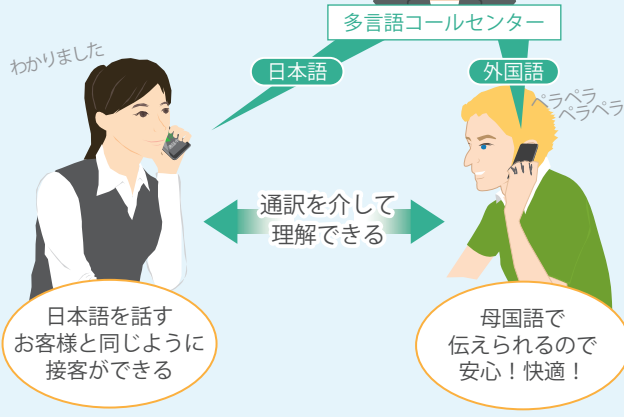 多言語コールセンター
わかりました
日本語
外国語
ペラペラ
ペラペラ
通訳を介して
理解できる
日本語を話す
お客様と同じように
接客ができる
母国語で
伝えられるので
安心！快適！